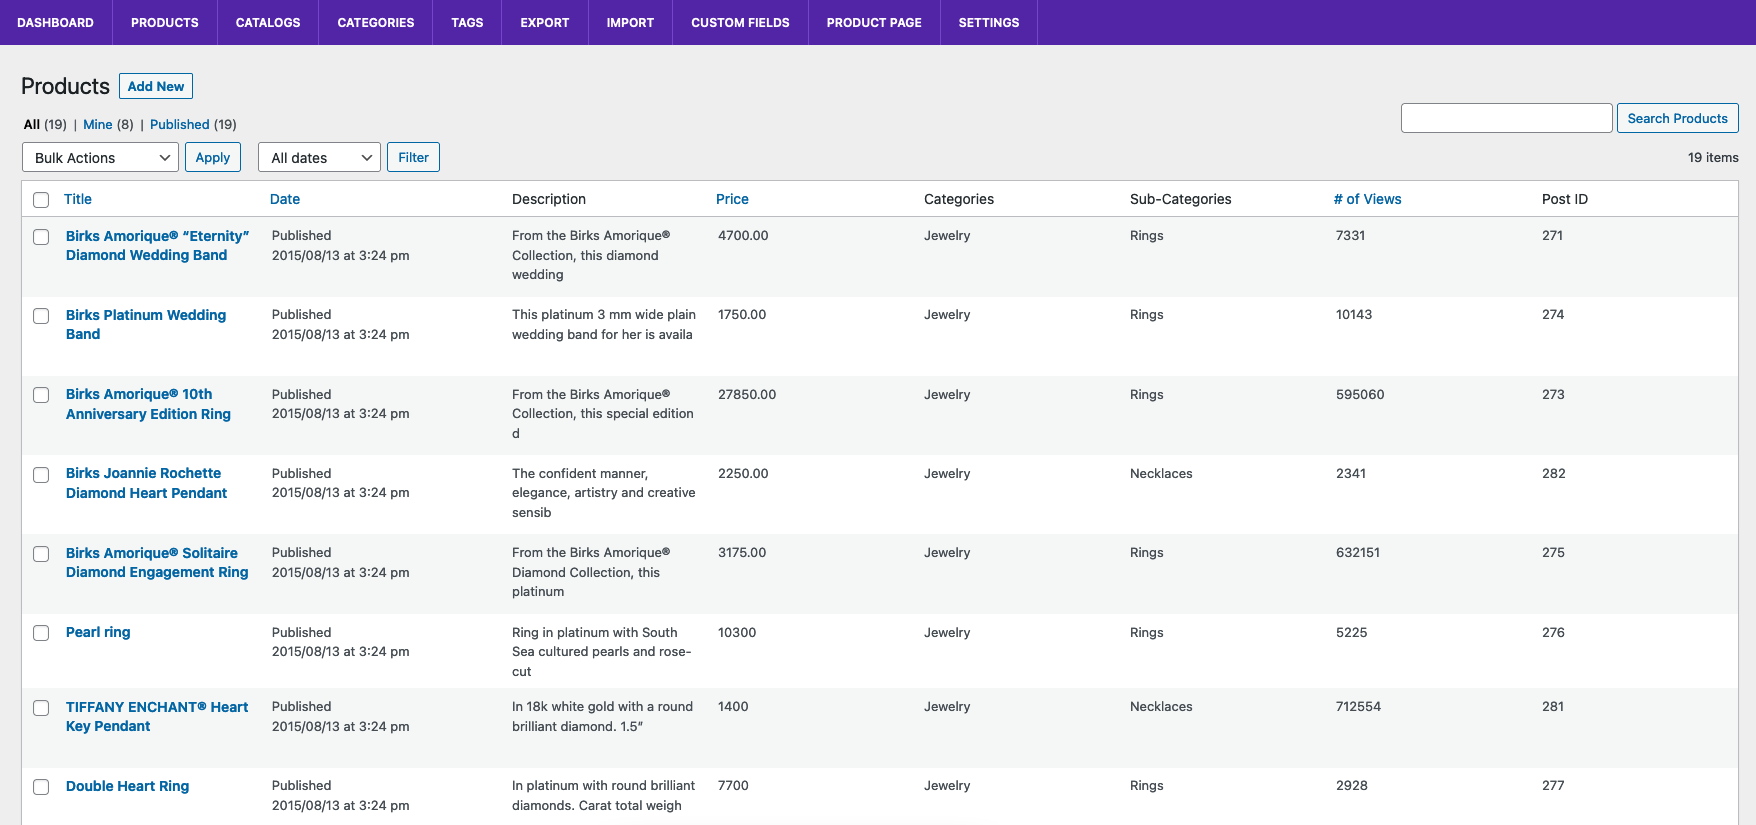 DASHBOARD PRODUCTS CATALOGS CATEGORIES TAGS EXPORT IMPORT CUSTOM FIELDS PRODUCT PAGE SETTINGS
Products Add New
All (19) | Mine (8) | Published (19)
Search Products
Bulk Actions Apply All dates Filter
19 items
Title Date Description Price Categories Sub-Categories # of Views Post ID
Birks Amorique® “Eternity” Published From the Birks Amorique® 4700.00 Jewelry Rings 7331 271
Diamond Wedding Band 2015/08/13 at 3:24 pm Collection, this diamond
wedding
Birks Platinum Wedding Published This platinum 3 mm wide plain 1750.00 Jewelry Rings 10143 274
Band 2015/08/13 at 3:24 pm wedding band for her is availa
Birks Amorique® 10th Published From the Birks Amorique® 27850.00 Jewelry Rings 595060 273
Anniversary Edition Ring 2015/08/13 at 3:24 pm Collection, this special edition
d
Birks Joannie Rochette Published The confident manner, 2250.00 Jewelry Necklaces 2341 282
Diamond Heart Pendant 2015/08/13 at 3:24 pm elegance, artistry and creative
sensib
Birks Amorique® Solitaire Published From the Birks Amorique® 3175.00 Jewelry Rings 632151 275
Diamond Engagement Ring 2015/08/13 at 3:24 pm Diamond Collection, this
platinum
Pearl ring Published Ring in platinum with South 10300 Jewelry Rings 5225 276
2015/08/13 at 3:24 pm Sea cultured pearls and rose-
cut
TIFFANY ENCHANT® Heart Published In 18k white gold with a round 1400 Jewelry Necklaces 712554 281
Key Pendant 2015/08/13 at 3:24 pm brilliant diamond. 1.5”
Double Heart Ring Published In platinum with round brilliant 7700 Jewelry Rings 2928 277
2015/08/13 at 3:24 pm diamonds. Carat total weigh